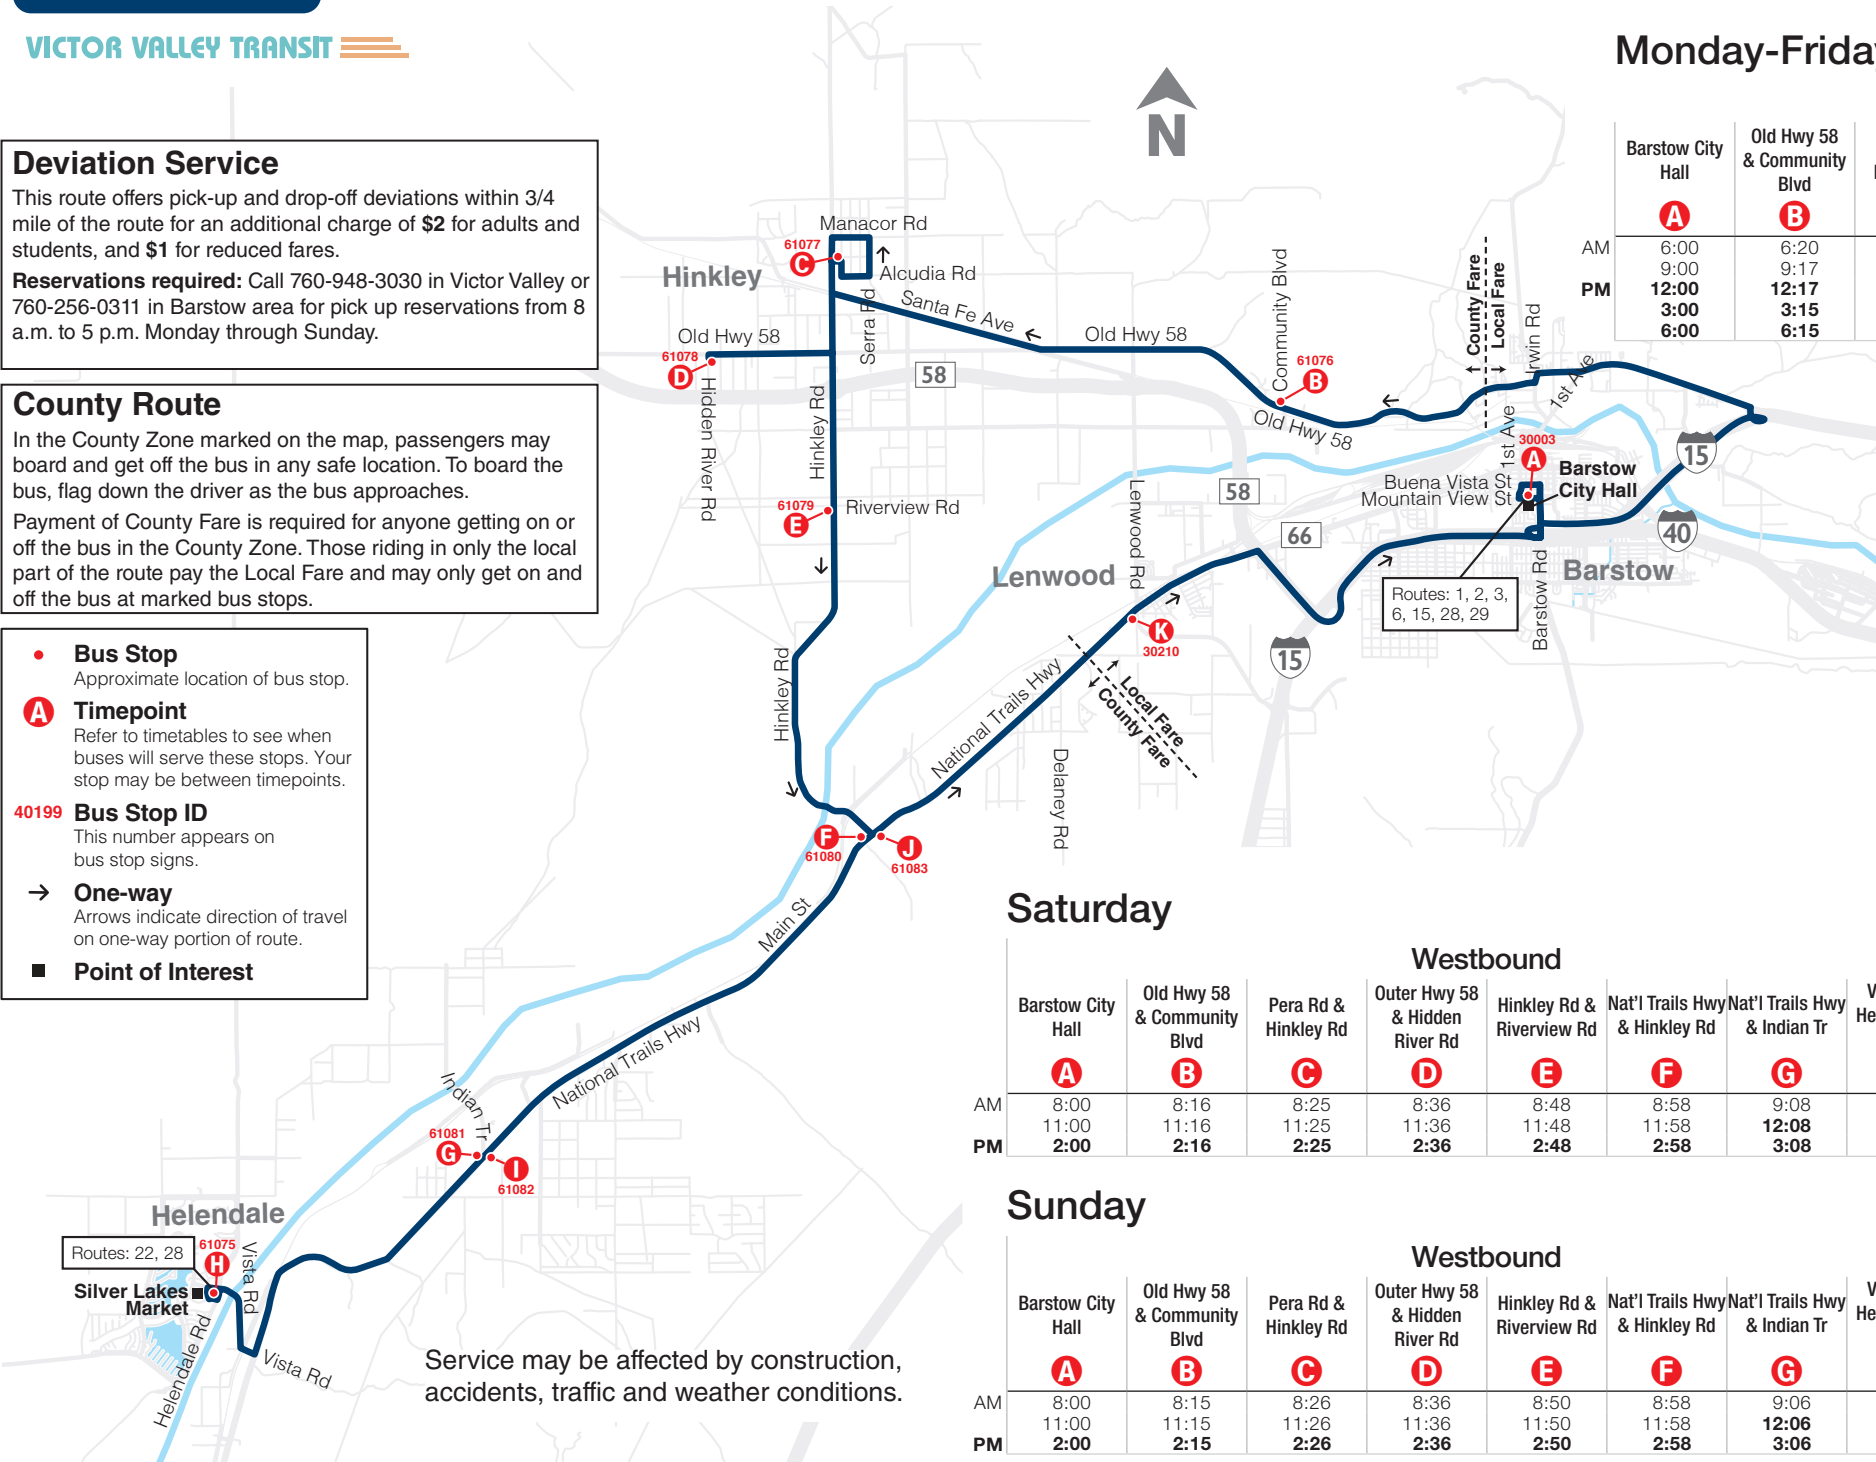 VICTOR VALLEY TRANSIT
Deviation Service
This route offers pick-up and drop-off deviations within 3/4
mile of the route for an additional charge of $2 for adults and
students, and $1 for reduced fares.
Reservations required: Call 760-948-3030 in Victor Valley or
760-256-0311 in Barstow area for pick up reservations from 8
a.m. to 5 p.m. Monday through Sunday.
County Route
In the County Zone marked on the map, passengers may
board and get off the bus in any safe location. To board the
bus, flag down the driver as the bus approaches.
Payment of County Fare is required for anyone getting on or
off the bus in the County Zone. Those riding in only the local
part of the route pay the Local Fare and may only get on and
off the bus at marked bus stops.
Bus Stop
Approximate location of bus stop.
A Timepoint
Refer to timetables to see when
buses will serve these stops. Your
stop may be between timepoints.
40199 Bus Stop ID
This number appears on
bus stop signs.
→ One-way
Arrows indicate direction of travel
on one-way portion of route.
Point of Interest
N
Manacor Rd
61077
C
Hinkley
Alcudia Rd
Santa Fe Ave
Serra Rd
Old Hwy 58
Old Hwy 58
61078
D
Hidden River Rd
Hinkley Rd
58
Community Blvd
61076
B
Old Hwy 58
County Fare
Local Fare
Irwin Rd
1st Ave
1st Ave
30003
A
Barstow
City Hall
Buena Vista St
Mountain View St
15
40
58
66
61079
E
Riverview Rd
Lenwood Rd
Lenwood
Barstow
Barstow Rd
Routes: 1, 2, 3,
6, 15, 28, 29
K
30210
15
Hinkley Rd
National Trails Hwy
Local Fare
County Fare
Delaney Rd
F
61080
J
61083
Main St
National Trails Hwy
Indian Tr
61081
G
I
61082
Helendale
Routes: 22, 28
61075
H
Vista Rd
Silver Lakes
Market
Helendale Rd
Vista Rd
Service may be affected by construction,
accidents, traffic and weather conditions.
Monday-Friday
Barstow City
Hall
Old Hwy 58
& Community
Blvd
A B
AM 6:00 6:20
9:00 9:17
PM 12:00 12:17
3:00 3:15
6:00 6:15
Saturday
Westbound
Barstow City
Hall
Old Hwy 58
& Community
Blvd
Pera Rd &
Hinkley Rd
Outer Hwy 58
& Hidden
River Rd
Hinkley Rd &
Riverview Rd
Nat'l Trails Hwy
& Hinkley Rd
Nat'l Trails Hwy
& Indian Tr
A B C D E F G
AM 8:00 8:16 8:25 8:36 8:48 8:58 9:08
11:00 11:16 11:25 11:36 11:48 11:58 12:08
PM 2:00 2:16 2:25 2:36 2:48 2:58 3:08
Sunday
Westbound
Barstow City
Hall
Old Hwy 58
& Community
Blvd
Pera Rd &
Hinkley Rd
Outer Hwy 58
& Hidden
River Rd
Hinkley Rd &
Riverview Rd
Nat'l Trails Hwy
& Hinkley Rd
Nat'l Trails Hwy
& Indian Tr
A B C D E F G
AM 8:00 8:15 8:26 8:36 8:50 8:58 9:06
11:00 11:15 11:26 11:36 11:50 11:58 12:06
PM 2:00 2:15 2:26 2:36 2:50 2:58 3:06